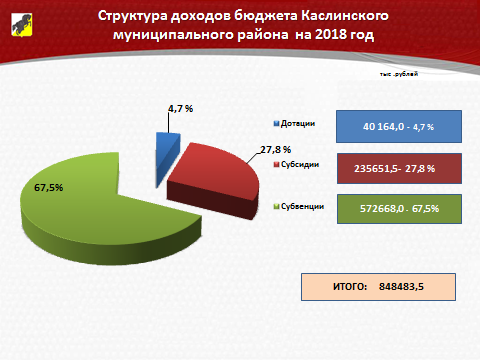 Структура доходов бюджета Каслинского
муниципального района на 2018 год
тыс .рублей
4,7 %
27,8 %
67,5%
Дотации
Субсидии
Субвенции
40 164,0 - 4,7 %
235651,5- 27,8 %
572668,0 - 67,5%
ИТОГО: 848483,5